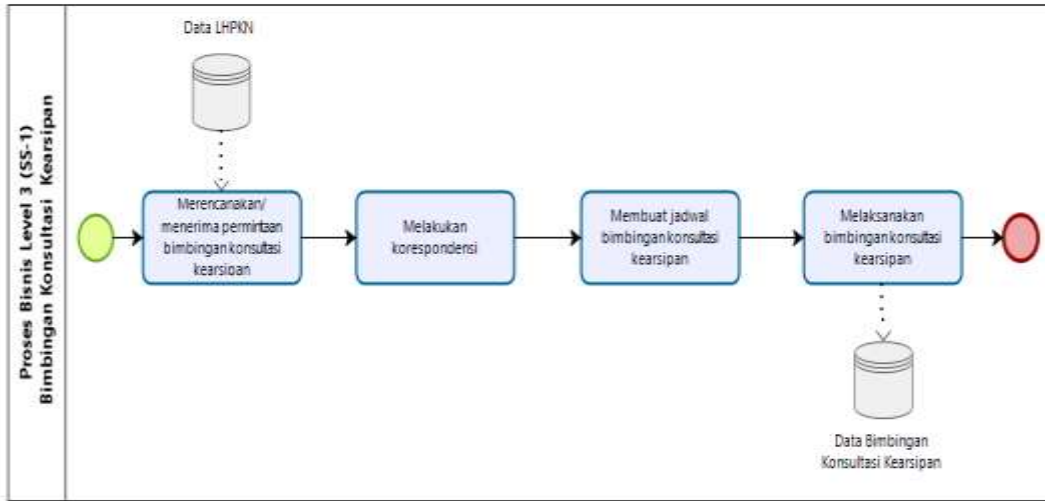 Proses Bisnis Level 3 (SS-1)
Bimbingan Konsultasi Kearsipan
Data LHPKN
Merencanakan/
menerima permintaan
bimbingan konsultasi
kearsipan
Melakukan
korespondensi
Membuat jadwal
bimbingan konsultasi
kearsipan
Melaksanakan
bimbingan konsultasi
kearsipan
Data Bimbingan
Konsultasi Kearsipan